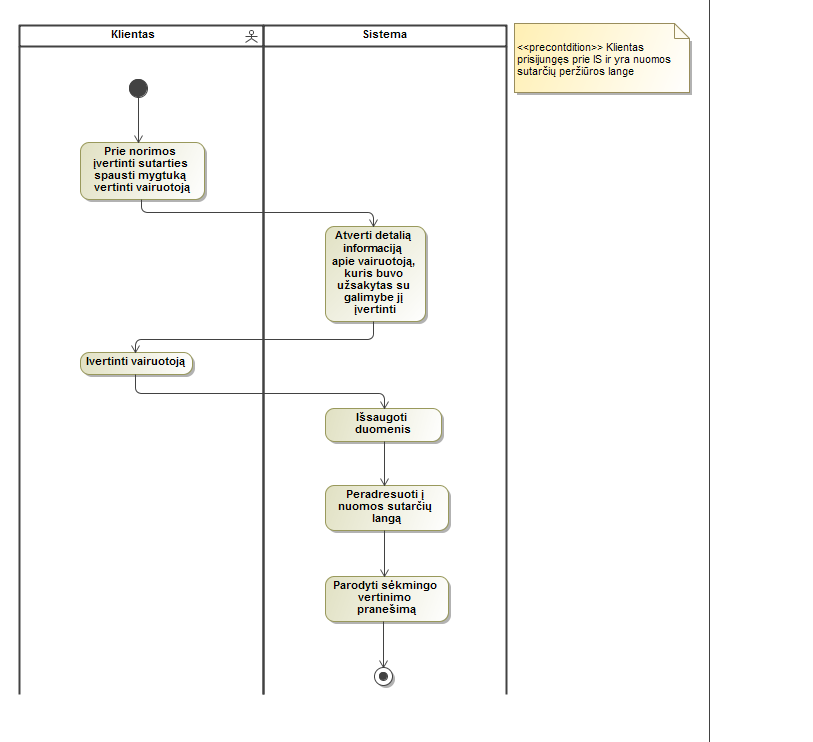 Klientas
Sistema
<<precontdition>> Klientas
prisijungęs prie IS ir yra nuomos
sutarčių peržiūros lange
Prie norimos
įvertinti sutarties
spausti mygtuką
vertinti vairuotoją
Atverti detalią
informaciją
apie vairuotoją,
kuris buvo
užsakytas su
galimybe jį
įvertinti
Ivertinti vairuotoją
Išsaugoti
duomenis
Peradresuoti į
nuomos sutarčių
langą
Parodyti sėkmingo
vertinimo
pranešimą